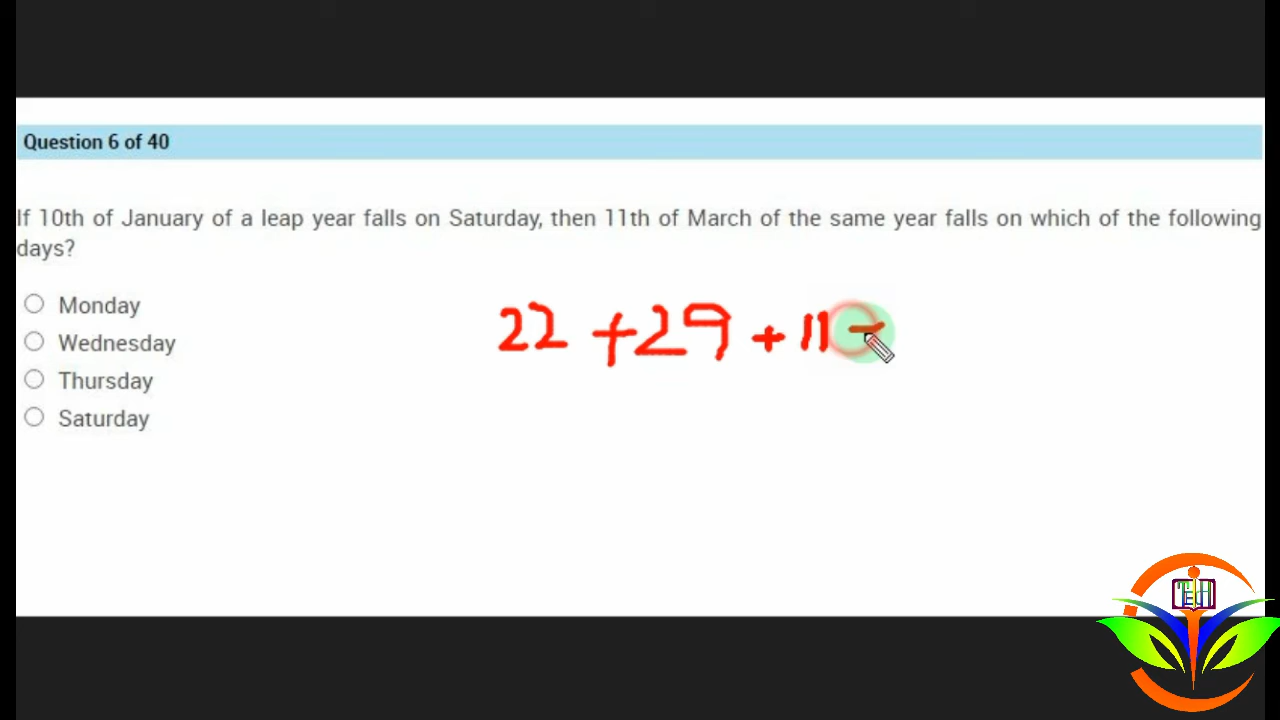 Question 6 of 40
If 10th of January of a leap year falls on Saturday, then 11th of March of the same year falls on which of the following
days?
Monday
Wednesday
Thursday
Saturday
22 + 29 + 11 -